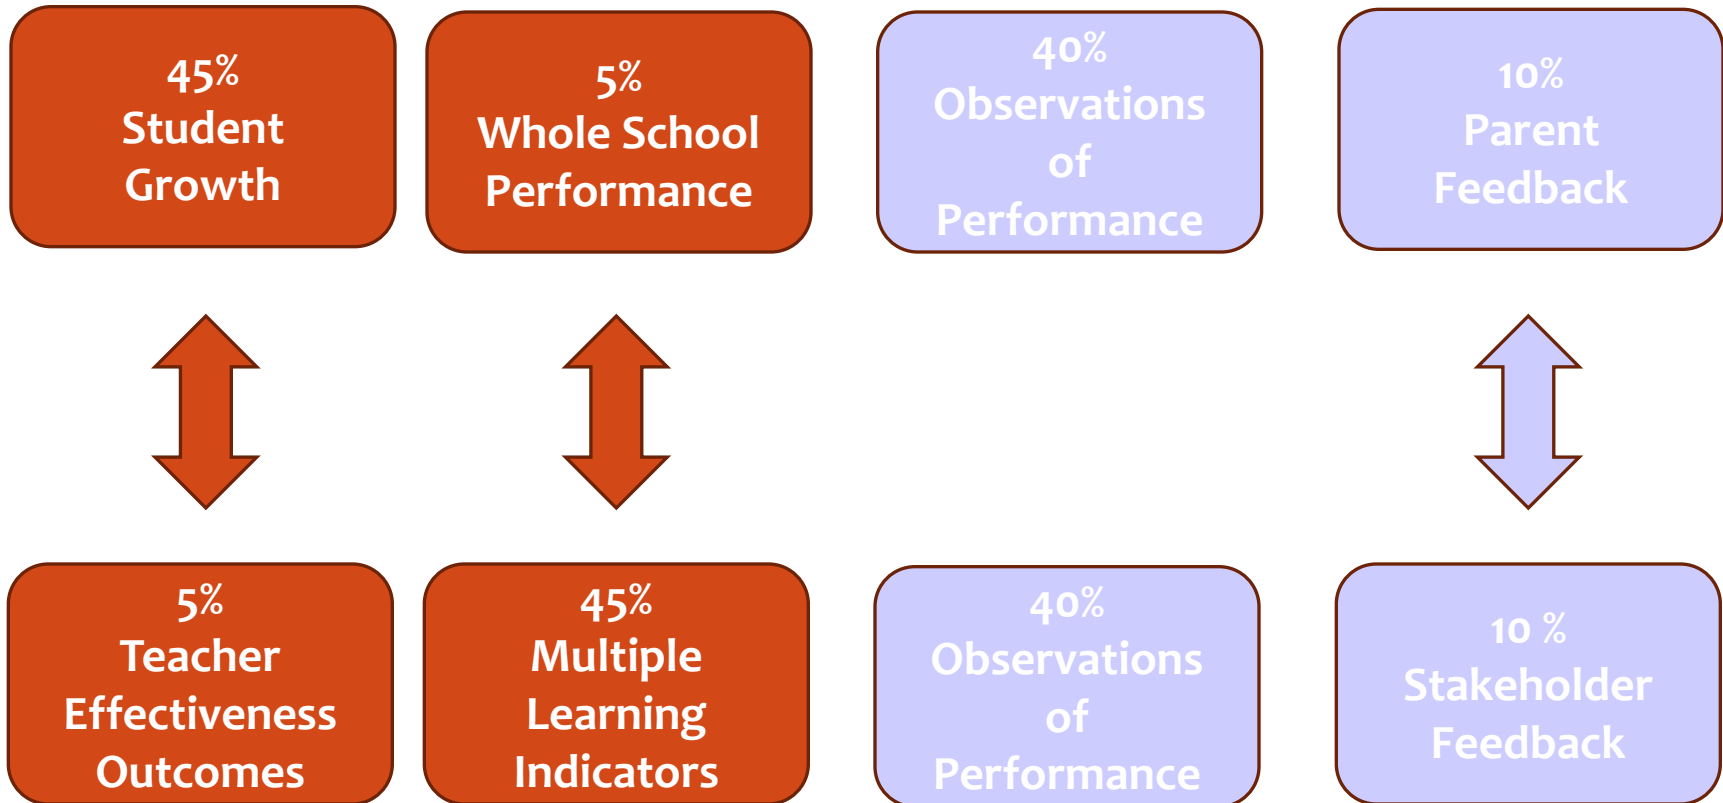 45%
Student
Growth
5%
Whole School
Performance
40%
Observations
of
Performance
10%
Parent
Feedback
5%
Teacher
Effectiveness
Outcomes
45%
Multiple
Learning
Indicators
40%
Observations
of
Performance
10 %
Stakeholder
Feedback